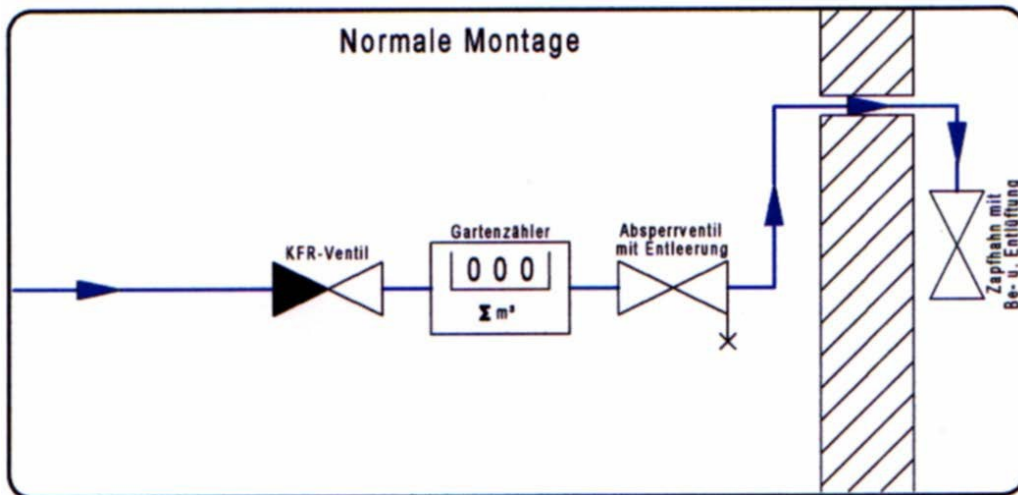 Normale Montage
KFR-Ventil
Gartenzähler
000
Σ m³
Absperrventil
mit Entleerung
Zapfhahn mit
Be- u. Entlüftung